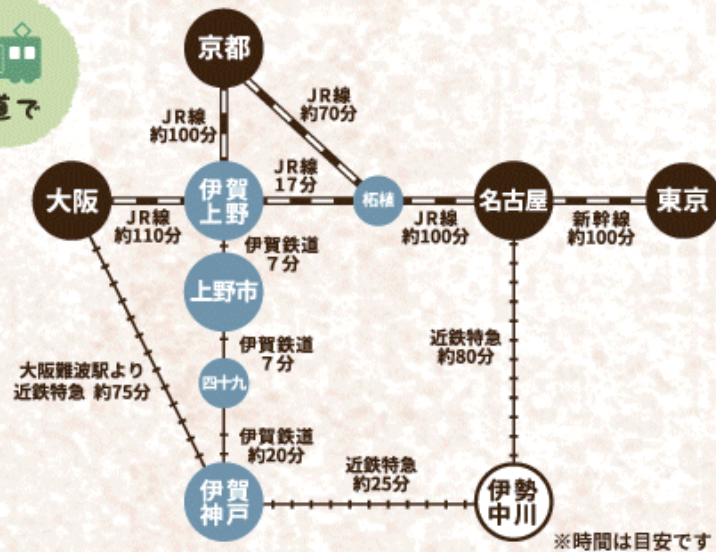 道で
京都
JR線
約100分
JR線
約70分
大阪
JR線
約110分
伊賀
上野
JR線
17分
柘植
JR線
約100分
名古屋
新幹線
約100分
東京
伊賀鉄道
7分
上野市
伊賀鉄道
7分
四十九
大阪難波駅より
近鉄特急 約75分
近鉄特急
約80分
伊賀鉄道
約20分
伊賀
神戸
近鉄特急
約25分
伊勢
中川
※時間は目安です